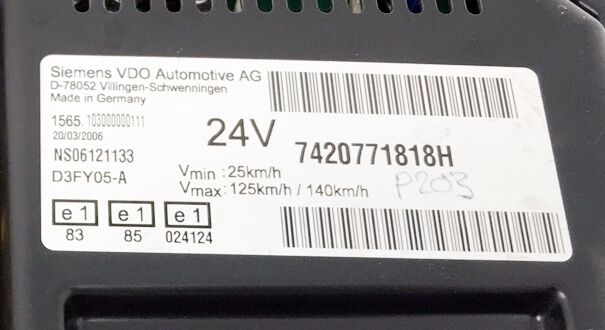 Siemens VDO Automotive AG
D-78052 Villingen-Schwenningen
Made in Germany
1565.103000000111
20/03/2006
24V
7420771818H
NS06121133
D3FY05-A
Vmin :25km/h
Vmax: 125km/h / 140km/h
P203
e1 e1 e1
83 85 024124